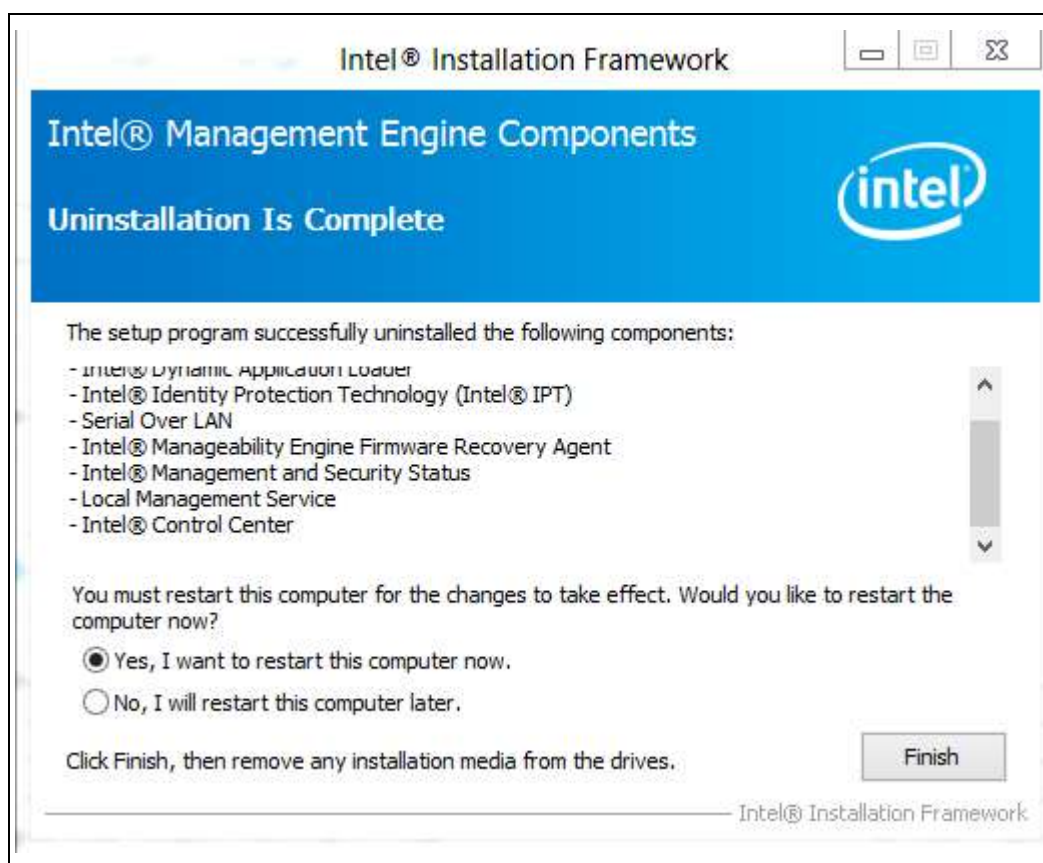 Intel® Installation Framework
Intel® Management Engine Components
intel
Uninstallation Is Complete
The setup program successfully uninstalled the following components:
- Intel® Dynamic Application Loader
- Intel® Identity Protection Technology (Intel® IPT)
- Serial Over LAN
- Intel® Manageability Engine Firmware Recovery Agent
- Intel® Management and Security Status
- Local Management Service
- Intel® Control Center
You must restart this computer for the changes to take effect. Would you like to restart the
computer now?
Yes, I want to restart this computer now.
No, I will restart this computer later.
Click Finish, then remove any installation media from the drives.
Finish
Intel® Installation Framework